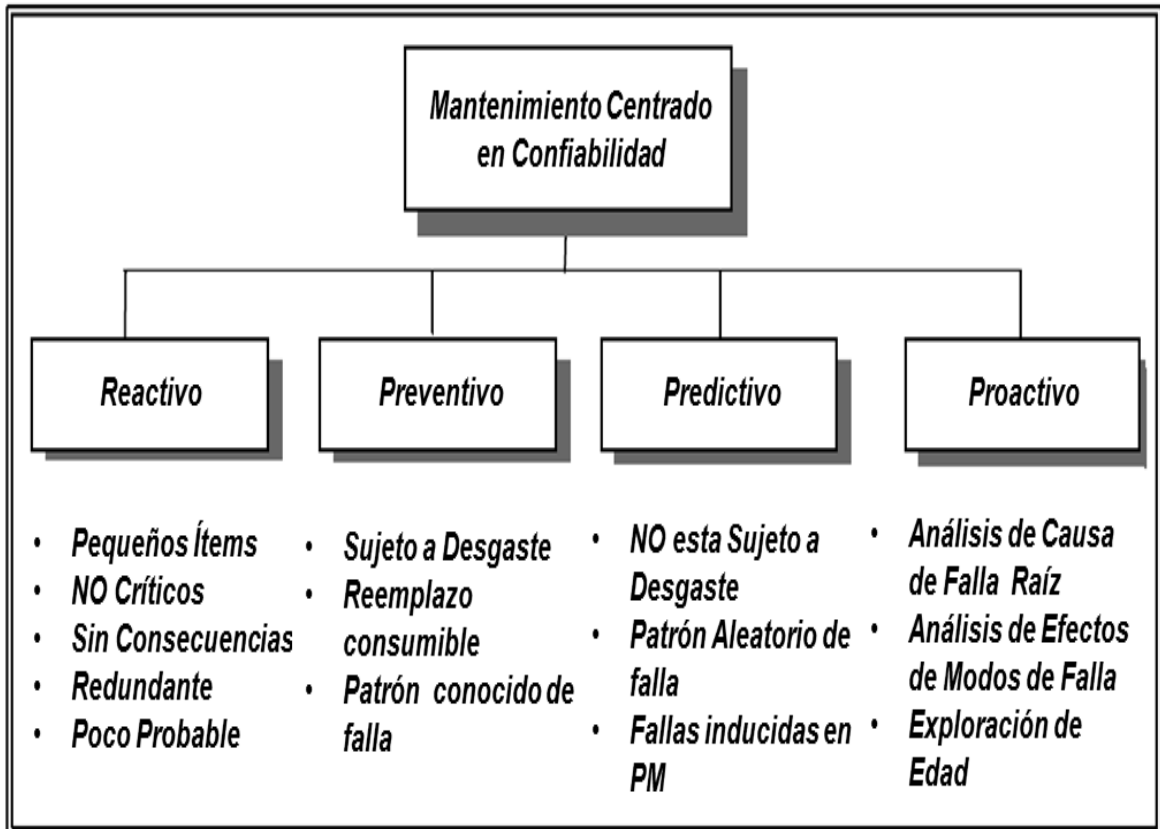 Mantenimiento Centrado
en Confiabilidad
Reactivo
Preventivo
Predictivo
Proactivo
• Pequeños Ítems
• NO Críticos
• Sin Consecuencias
• Redundante
• Poco Probable
• Sujeto a Desgaste
• Reemplazo
consumible
• Patrón conocido de
falla
• NO esta Sujeto a
Desgaste
• Patrón Aleatorio de
falla
• Fallas inducidas en
PM
• Análisis de Causa
de Falla Raíz
• Análisis de Efectos
de Modos de Falla
• Exploración de
Edad